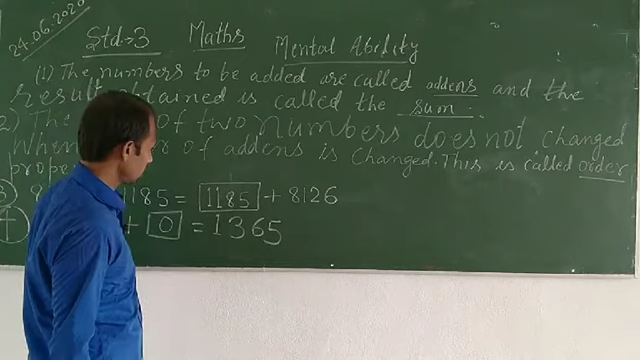 24.06.2020
Std→3 Maths Mental Ability
(1) The numbers to be added are called addens and the
result obtained is called the sum.
2) The of two numbers does not changed
When of addens is changed. This is called order
prope
1185 = 1185 + 8126
+ 0 = 1365